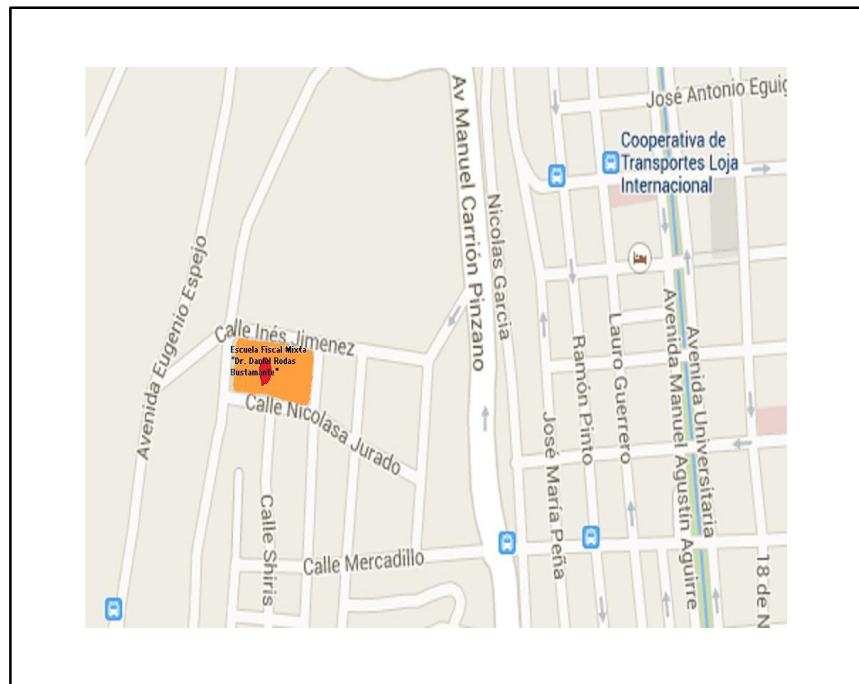 José Antonio Eguig
Cooperativa de
Transportes Loja
Internacional
Av Manuel Carrión Pinzano
Nicolas Garcia
Avenida Eugenio Espejo
Calle Inés Jimenez
Escuela Fiscal Mixta
"Dr. Daniel Rodas
Bustamante"
Calle Nicolasa Jurado
Calle Shiris
Calle Mercadillo
José María Peña
Ramón Pinto
Lauro Guerrero
Avenida Manuel Agustín Aguirre
Avenida Universitaria
18 de N